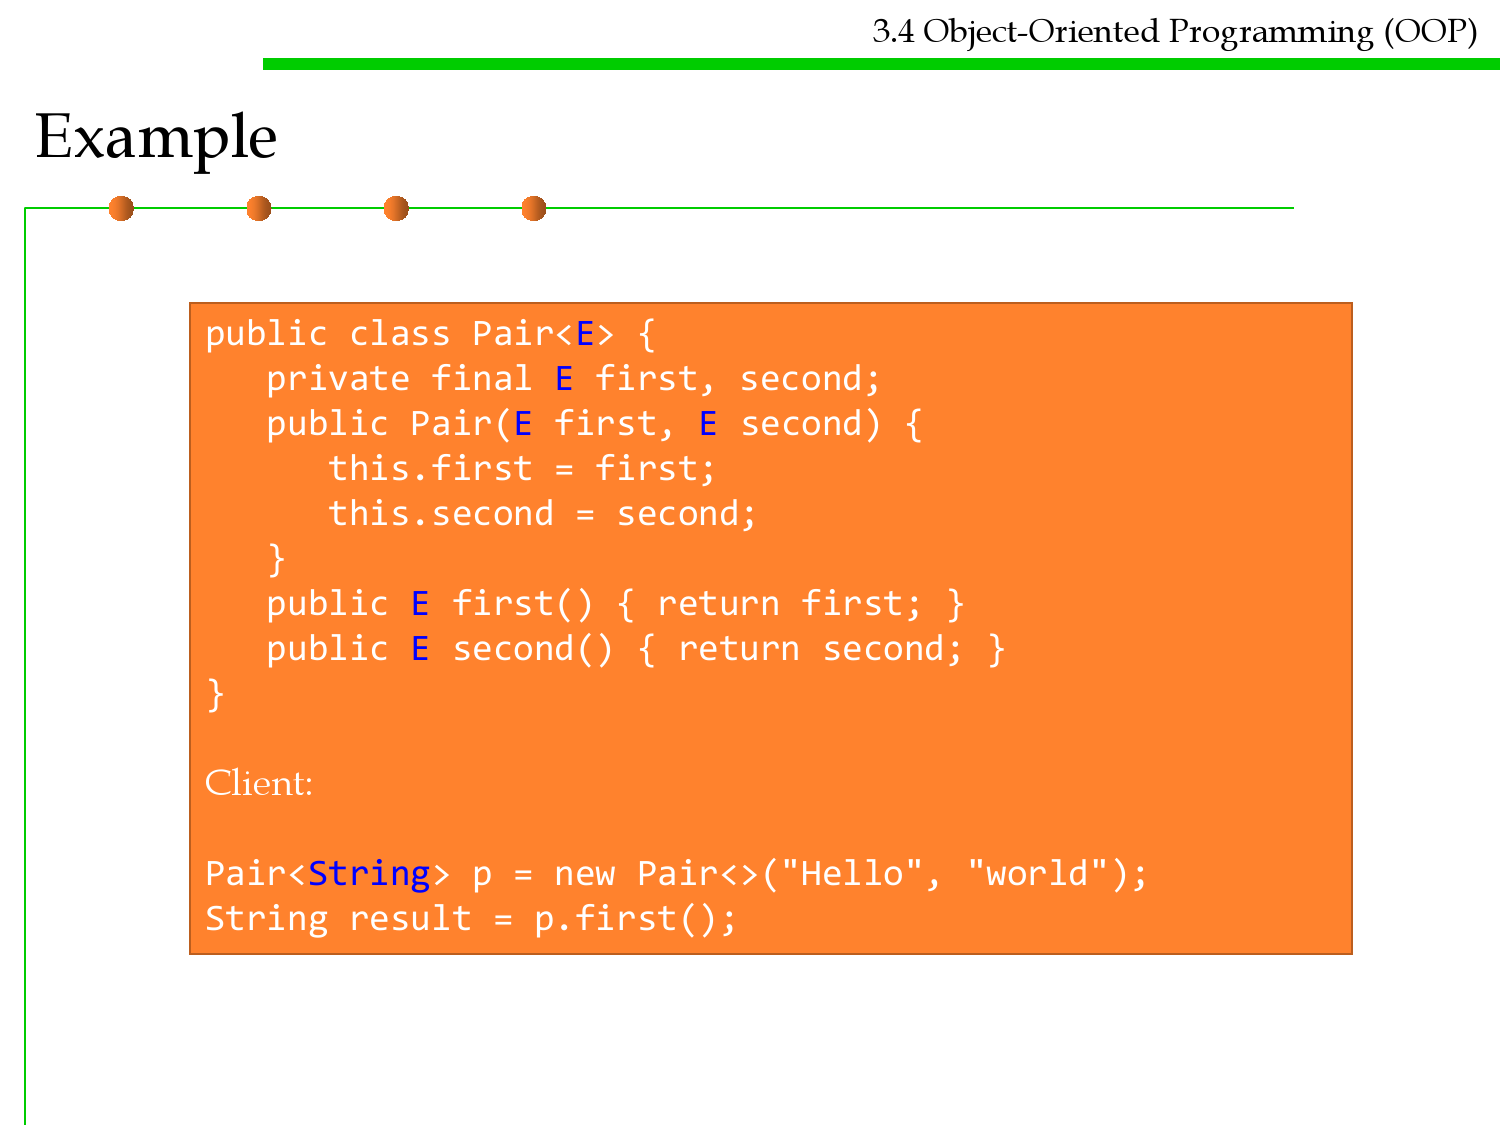 3.4 Object-Oriented Programming (OOP)
Example
public class Pair<E> {
   private final E first, second;
   public Pair(E first, E second) {
      this.first = first;
      this.second = second;
   }
   public E first() { return first; }
   public E second() { return second; }
}
Client:
Pair<String> p = new Pair<>("Hello", "world");
String result = p.first();